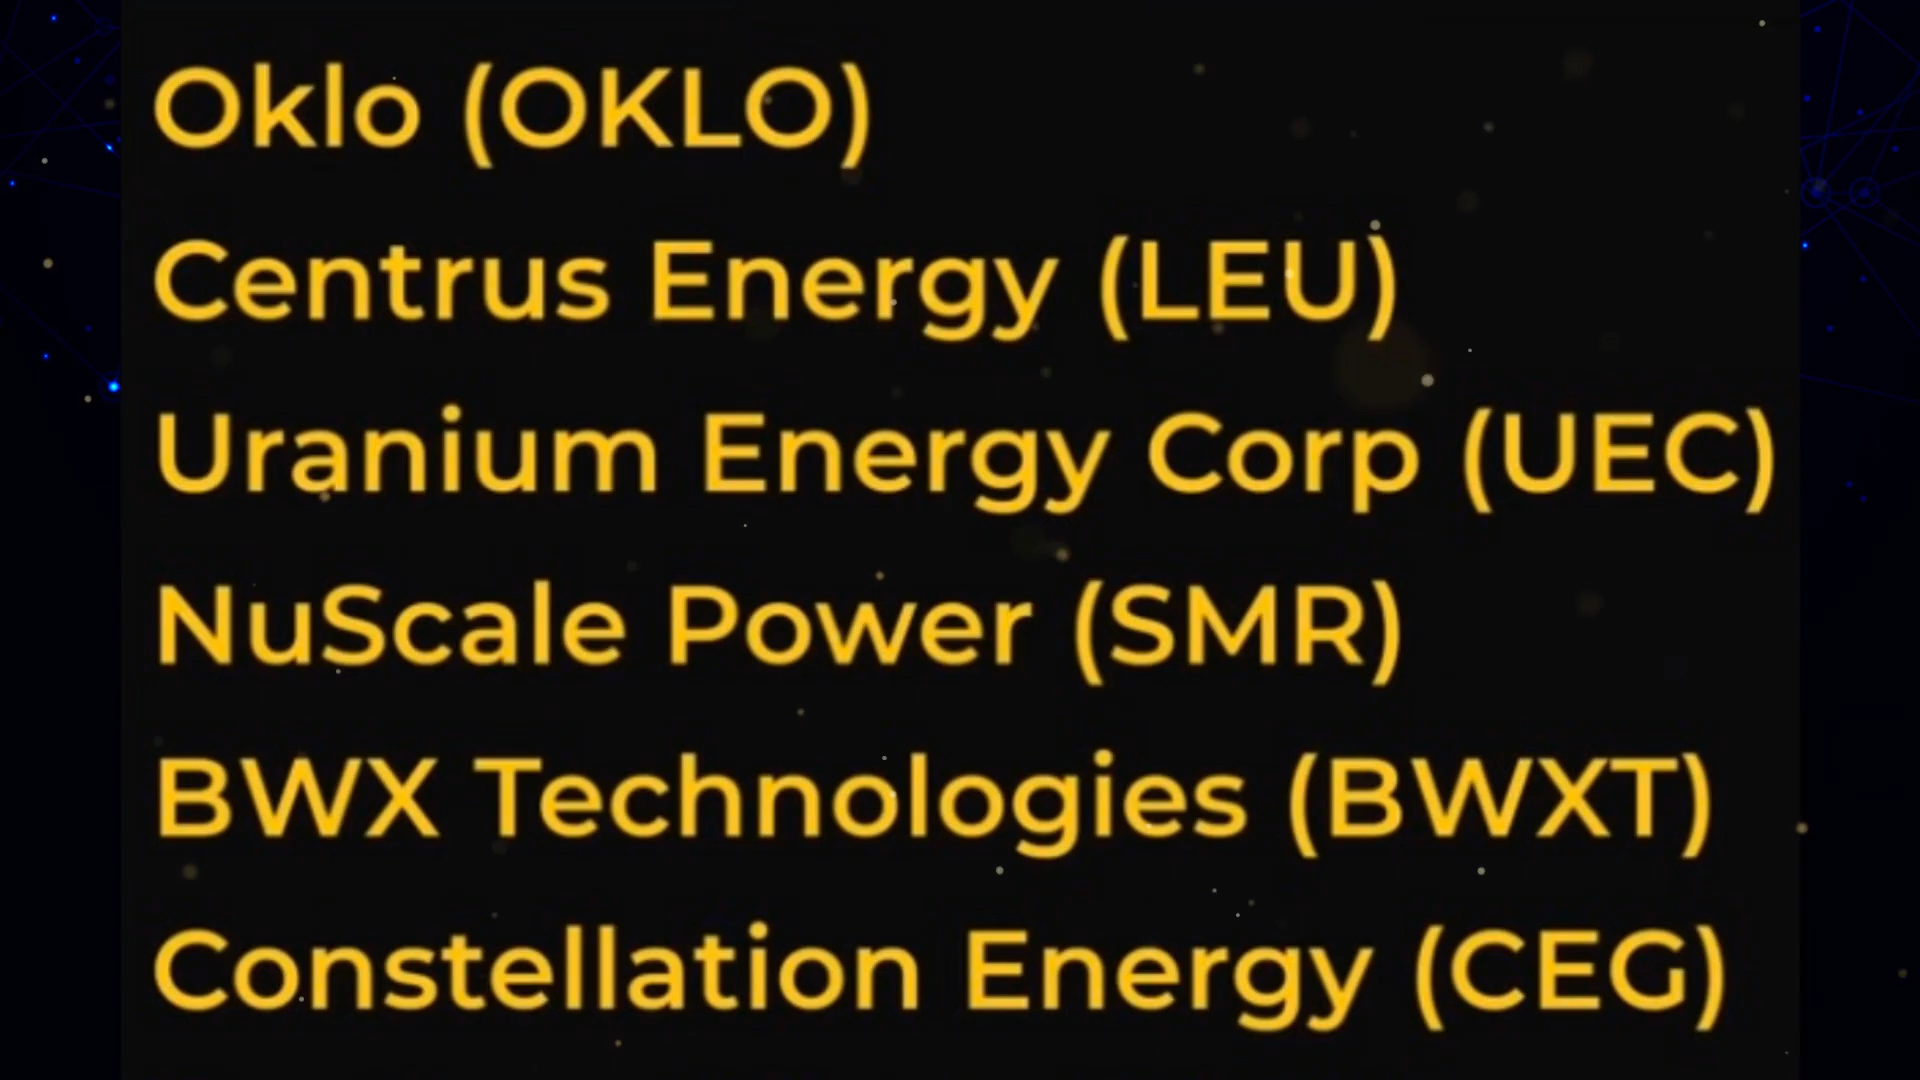 Oklo (OKLO)
Centrus Energy (LEU)
Uranium Energy Corp (UEC)
NuScale Power (SMR)
BWX Technologies (BWXT)
Constellation Energy (CEG)